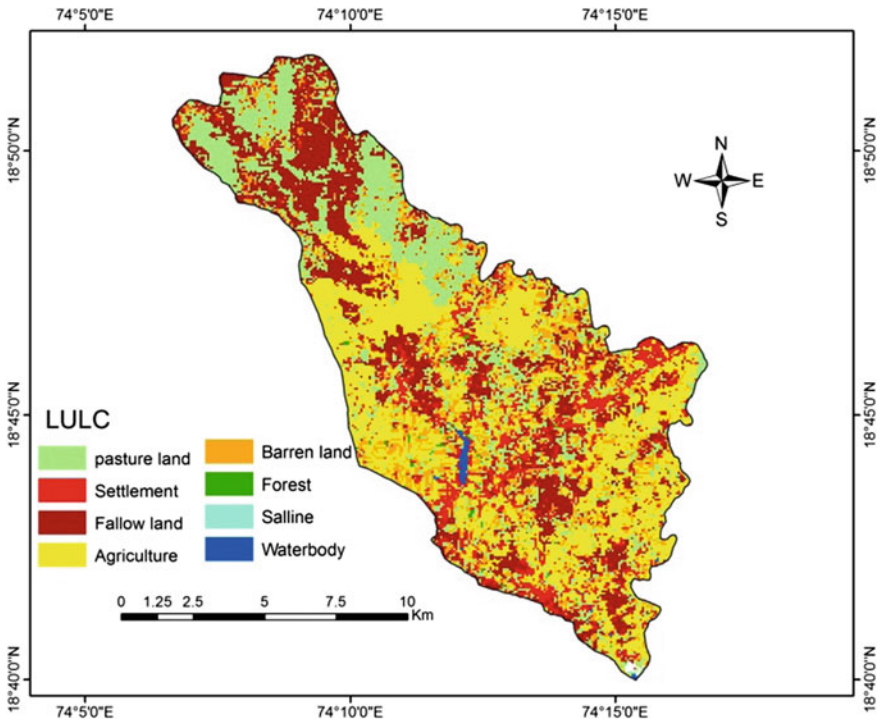 74°5'0"E 74°10'0"E 74°15'0"E
18°50'0"N 18°50'0"N
N
W E
S
18°45'0"N 18°45'0"N
LULC
pasture land
Settlement
Fallow land
Agriculture
Barren land
Forest
Salline
Waterbody
0 1.25 2.5 5 7.5 10
Km
18°40'0"N 18°40'0"N
74°5'0"E 74°10'0"E 74°15'0"E